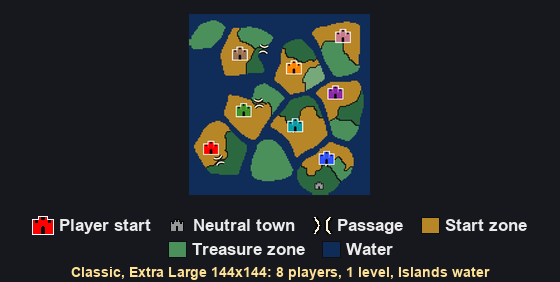 Player start Neutral town Passage Start zone
Treasure zone Water
Classic, Extra Large 144x144: 8 players, 1 level, Islands water